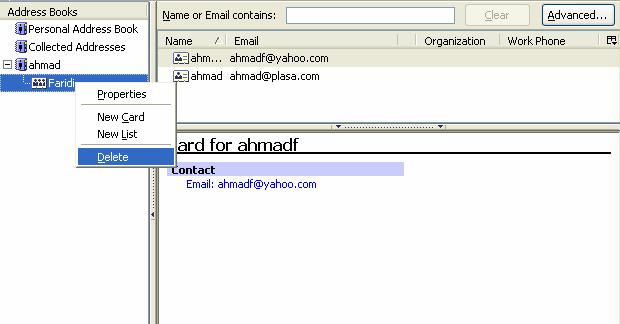 Address Books
Personal Address Book
Collected Addresses
ahmad
Faridi
Properties
New Card
New List
Delete
Name or Email contains: Clear Advanced...
Name / Email Organization Work Phone
ahm... ahmadf@yahoo.com
ahmad ahmad@plasa.com
ard for ahmadf
Contact
Email: ahmadf@yahoo.com